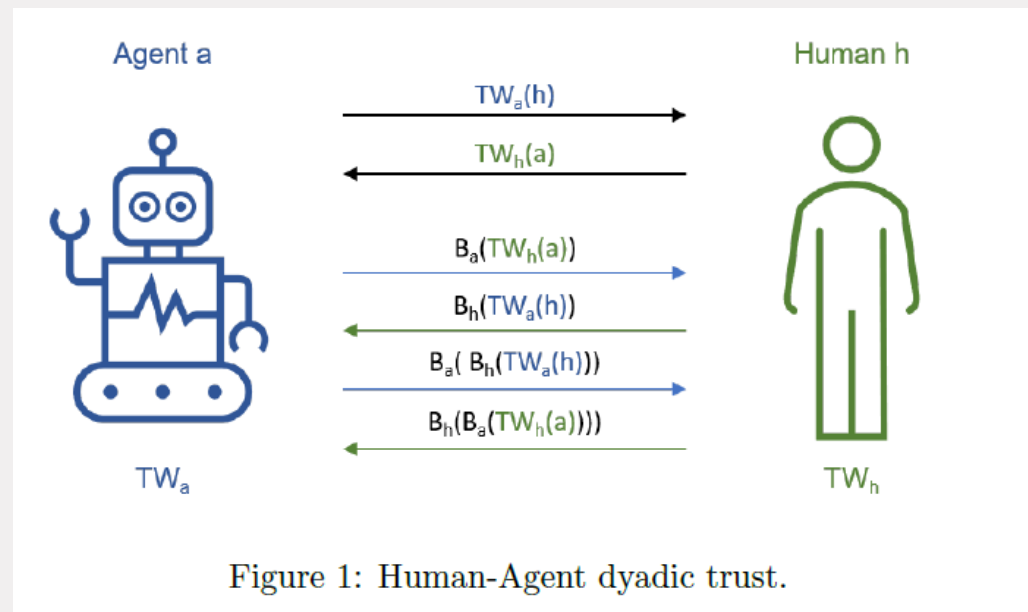 Agent a
Human h
TWₐ(h)
TWₕ(a)
Bₐ(TWₕ(a))
Bₕ(TWₐ(h))
Bₐ( Bₕ(TWₐ(h)))
Bₕ(Bₐ(TWₕ(a))))
TWₐ
TWₕ
Figure 1: Human-Agent dyadic trust.